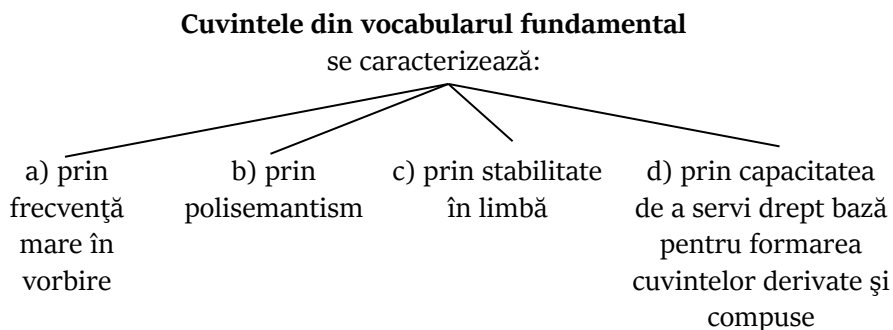 Cuvintele din vocabularul fundamental
se caracterizează:
a) prin
frecvenţă
mare în
vorbire
b) prin
polisemantism
c) prin stabilitate
în limbă
d) prin capacitatea
de a servi drept bază
pentru formarea
cuvintelor derivate şi
compuse